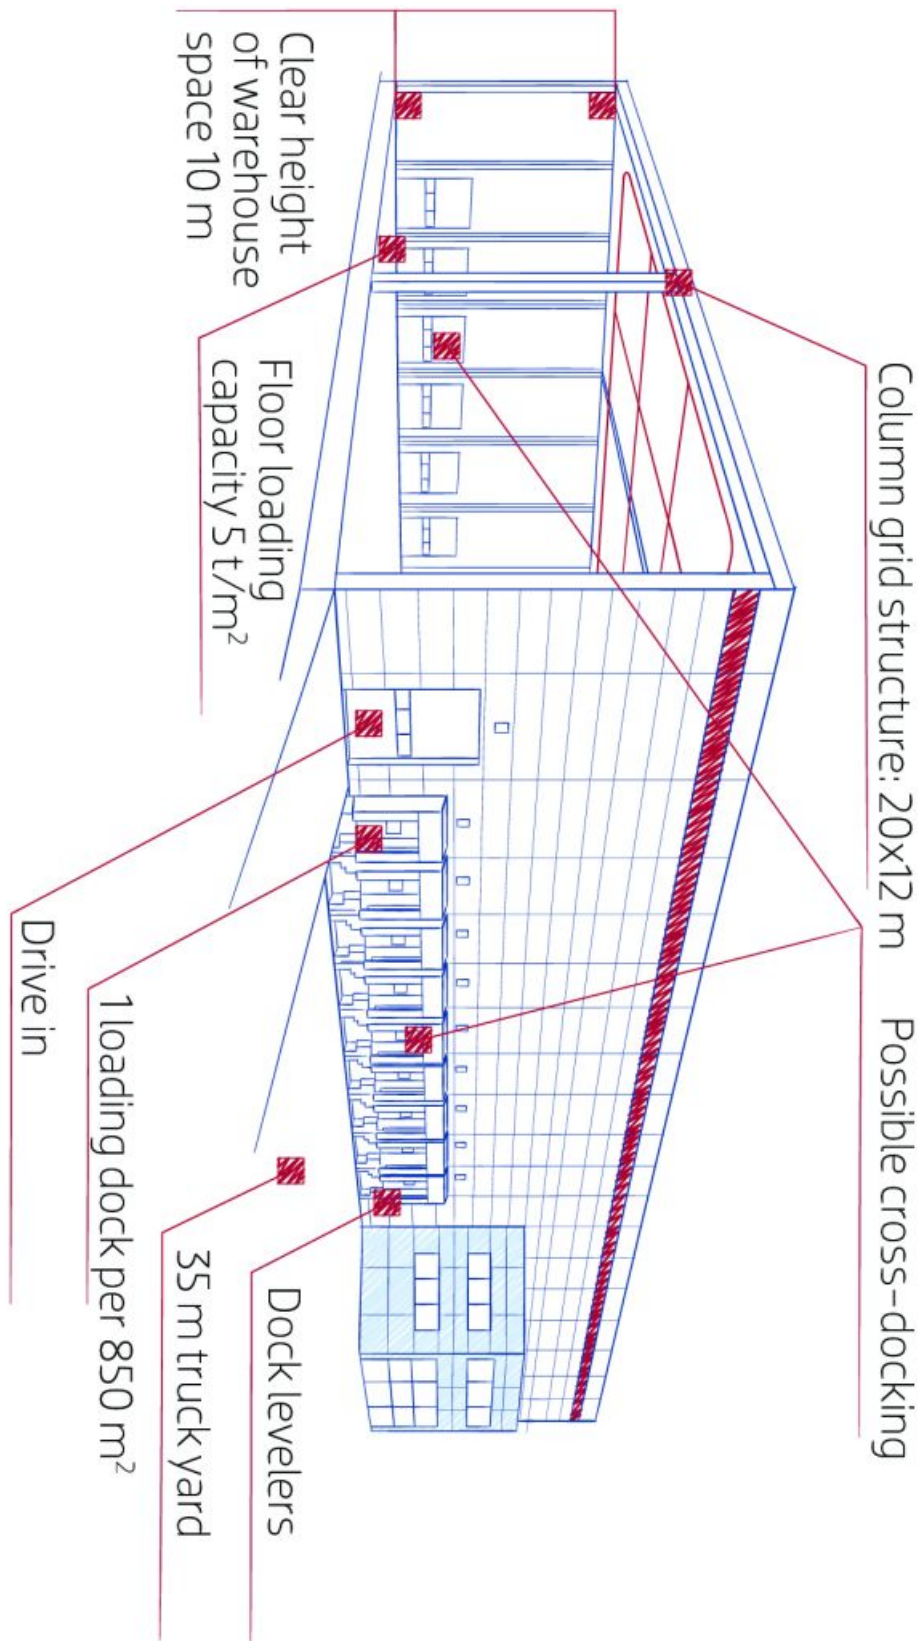 Column grid structure: 20x12 m
Possible cross-docking
Clear height
of warehouse
space 10 m
Floor loading
capacity 5 t/m²
Dock levelers
35 m truck yard
1 loading dock per 850 m²
Drive in